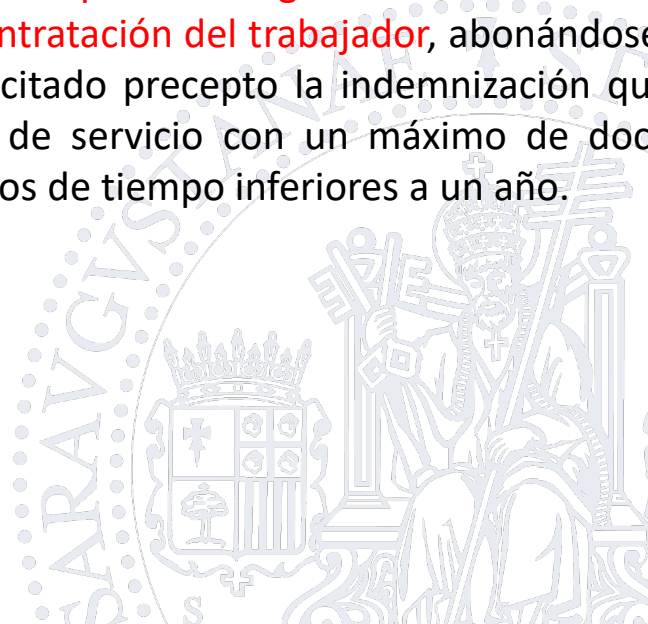 ntratación del trabajador, abonándose
citado precepto la indemnización qu
de servicio con un máximo de doc
os de tiempo inferiores a un año.
SARAVGVSTANAE
S